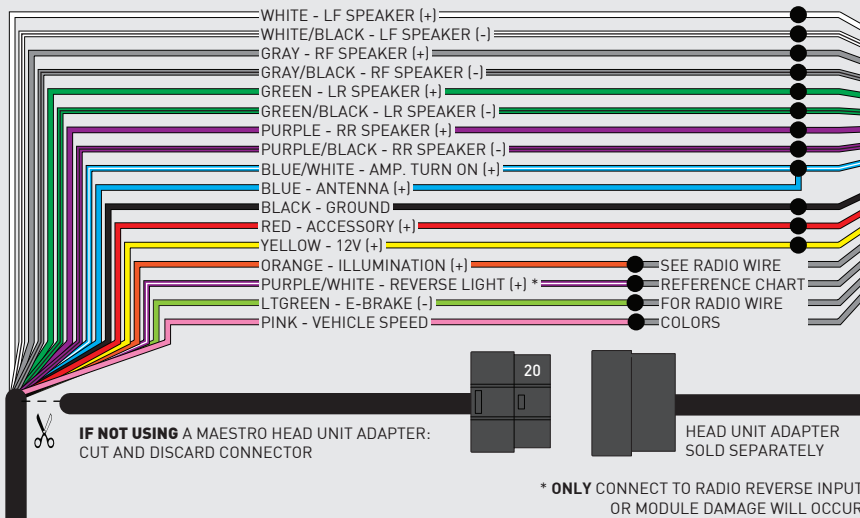 WHITE - LF SPEAKER (+)
WHITE/BLACK - LF SPEAKER (-)
GRAY - RF SPEAKER (+)
GRAY/BLACK - RF SPEAKER (-)
GREEN - LR SPEAKER (+)
GREEN/BLACK - LR SPEAKER (-)
PURPLE - RR SPEAKER (+)
PURPLE/BLACK - RR SPEAKER (-)
BLUE/WHITE - AMP. TURN ON (+)
BLUE - ANTENNA (+)
BLACK - GROUND
RED - ACCESSORY (+)
YELLOW - 12V (+)
ORANGE - ILLUMINATION (+)
PURPLE/WHITE - REVERSE LIGHT (+) *
LTGREEN - E-BRAKE (-)
PINK - VEHICLE SPEED
SEE RADIO WIRE
REFERENCE CHART
FOR RADIO WIRE
COLORS
20
IF NOT USING A MAESTRO HEAD UNIT ADAPTER:
CUT AND DISCARD CONNECTOR
HEAD UNIT ADAPTER
SOLD SEPARATELY
* ONLY CONNECT TO RADIO REVERSE INPUT
OR MODULE DAMAGE WILL OCCUR